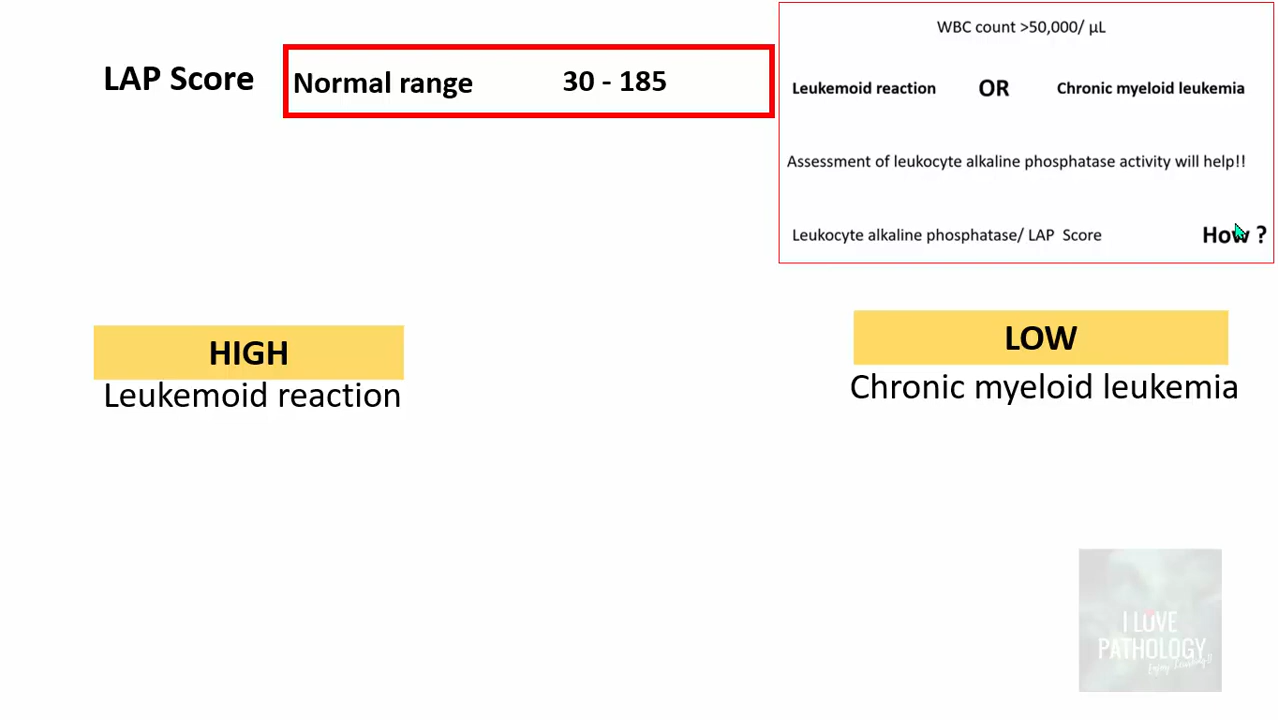 LAP Score
Normal range 30 - 185
WBC count >50,000/ µL
Leukemoid reaction OR Chronic myeloid leukemia
Assessment of leukocyte alkaline phosphatase activity will help!!
Leukocyte alkaline phosphatase/ LAP Score How ?
HIGH
Leukemoid reaction
LOW
Chronic myeloid leukemia
I LOVE
PATHOLOGY
Enjoy Learning!!